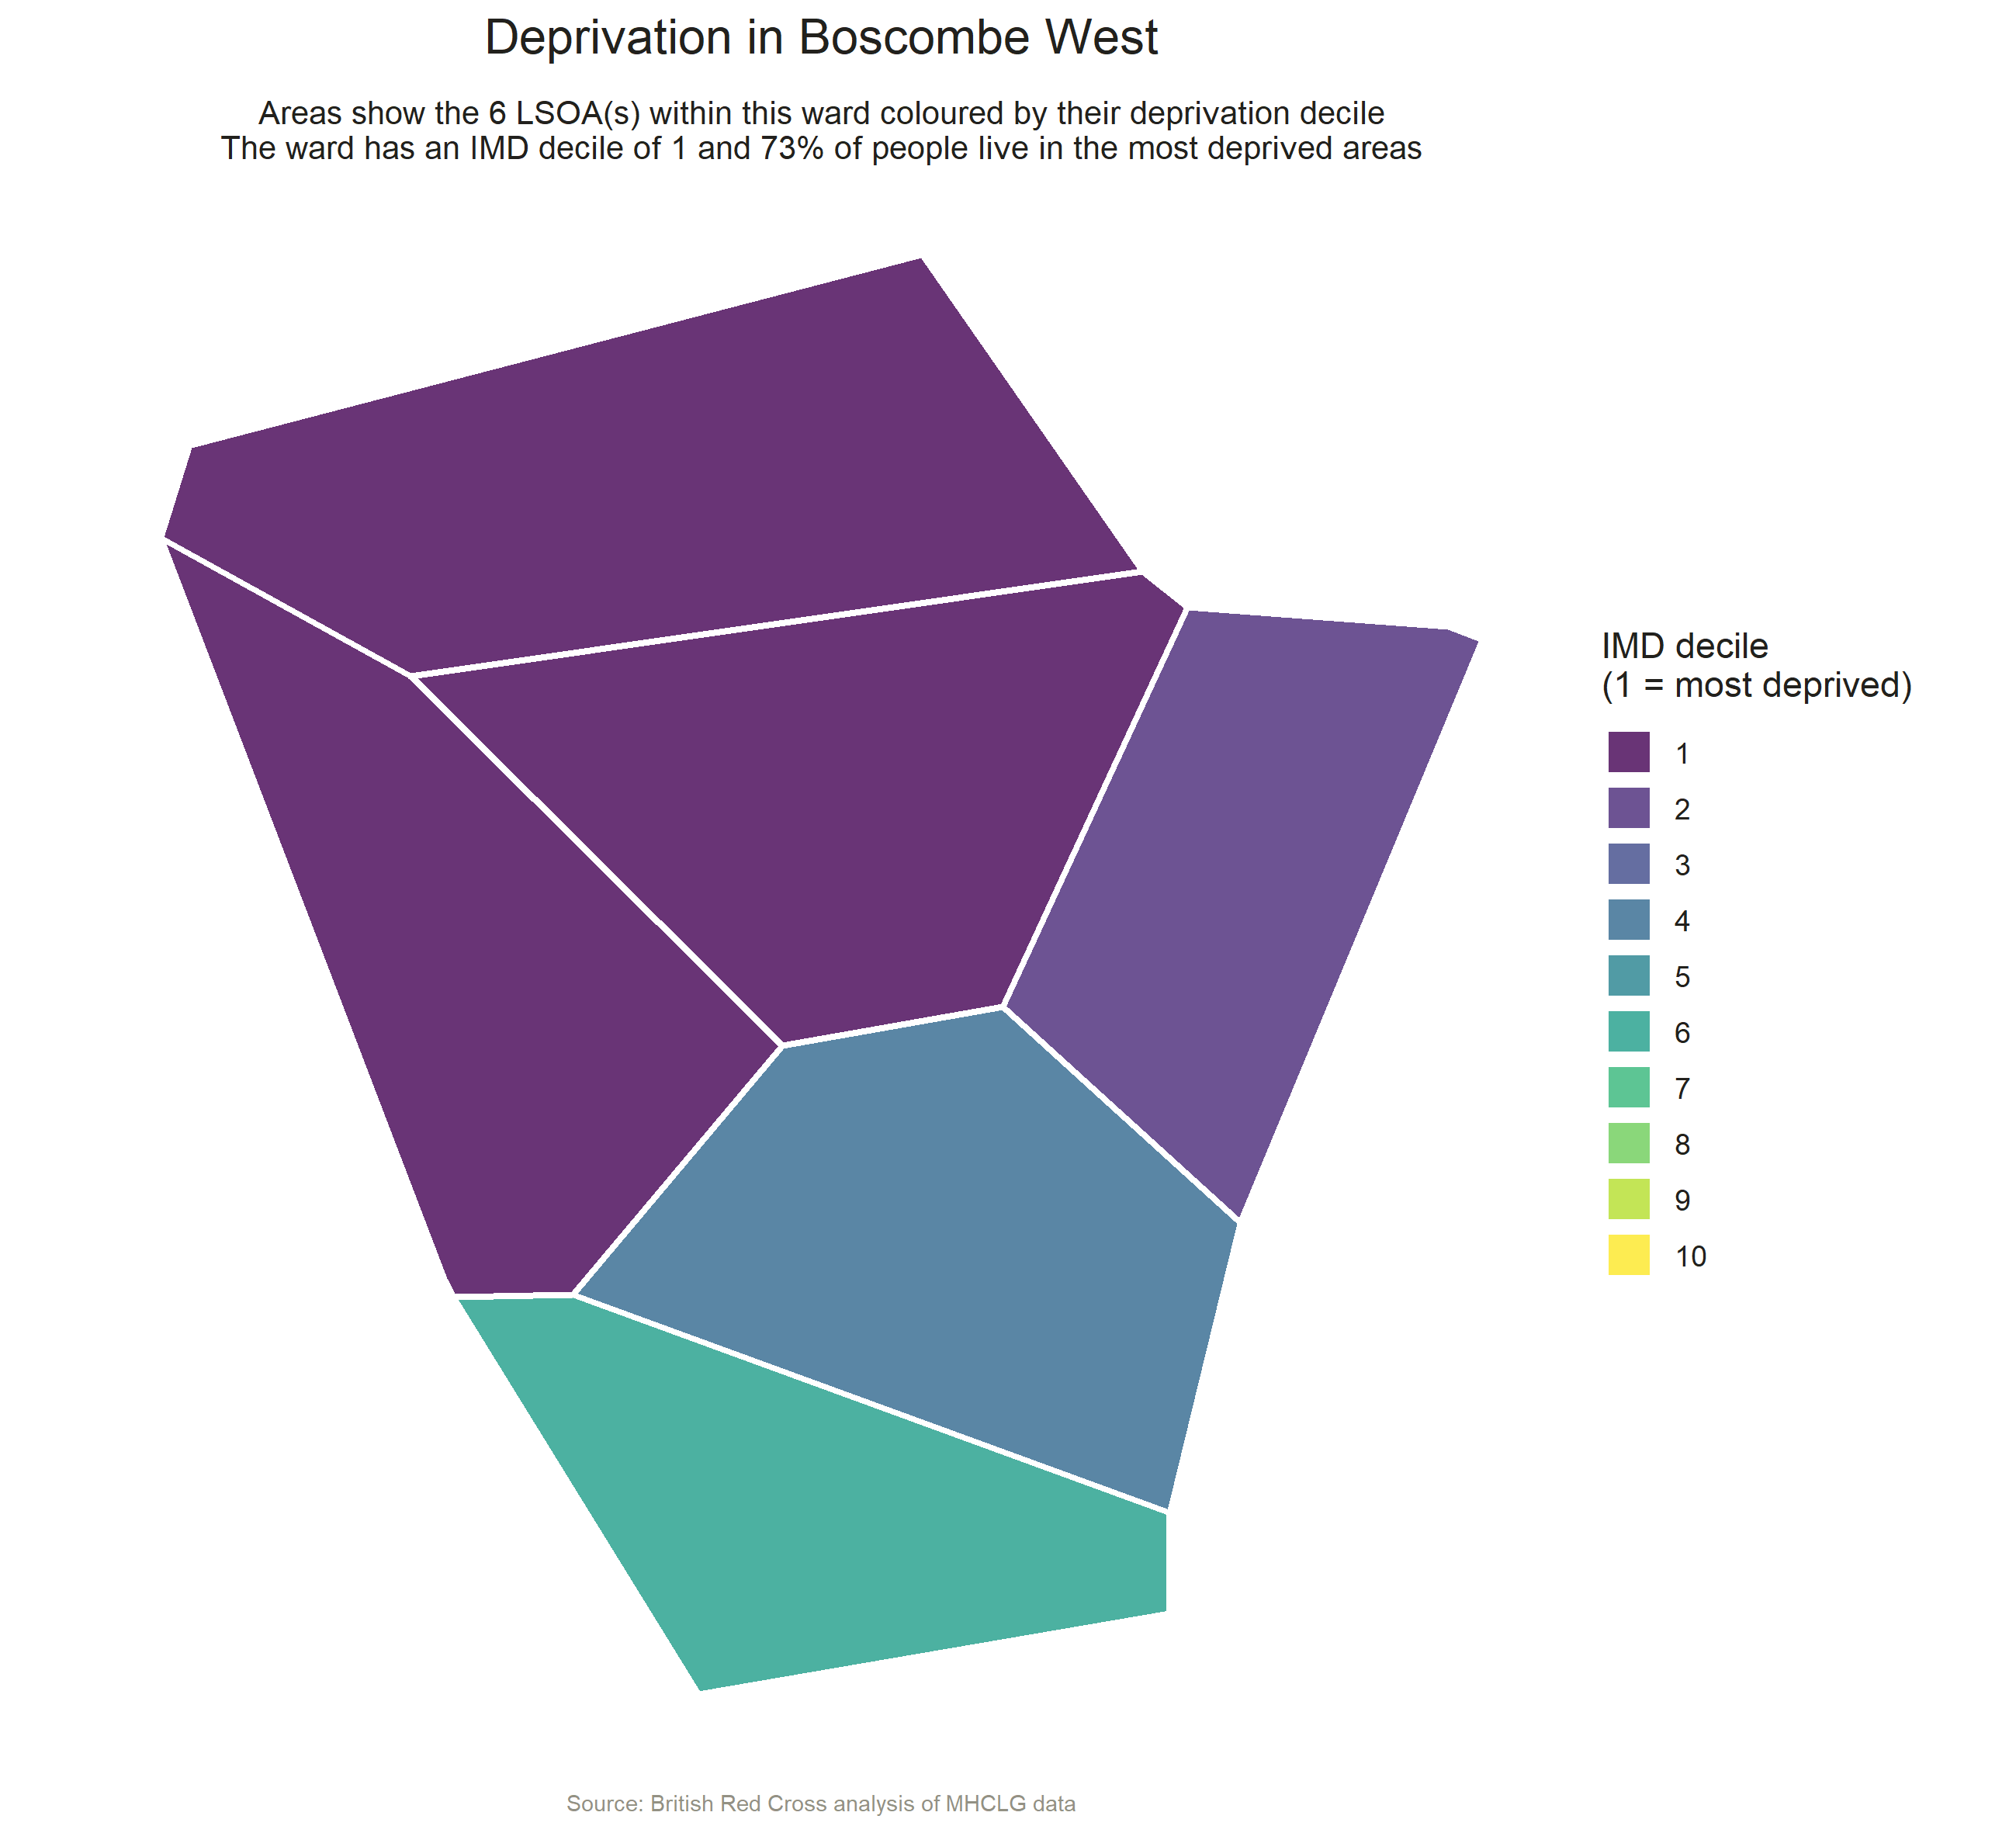 Deprivation in Boscombe West
Areas show the 6 LSOA(s) within this ward coloured by their deprivation decile
The ward has an IMD decile of 1 and 73% of people live in the most deprived areas
IMD decile
(1 = most deprived)
1
2
3
4
5
6
7
8
9
10
Source: British Red Cross analysis of MHCLG data